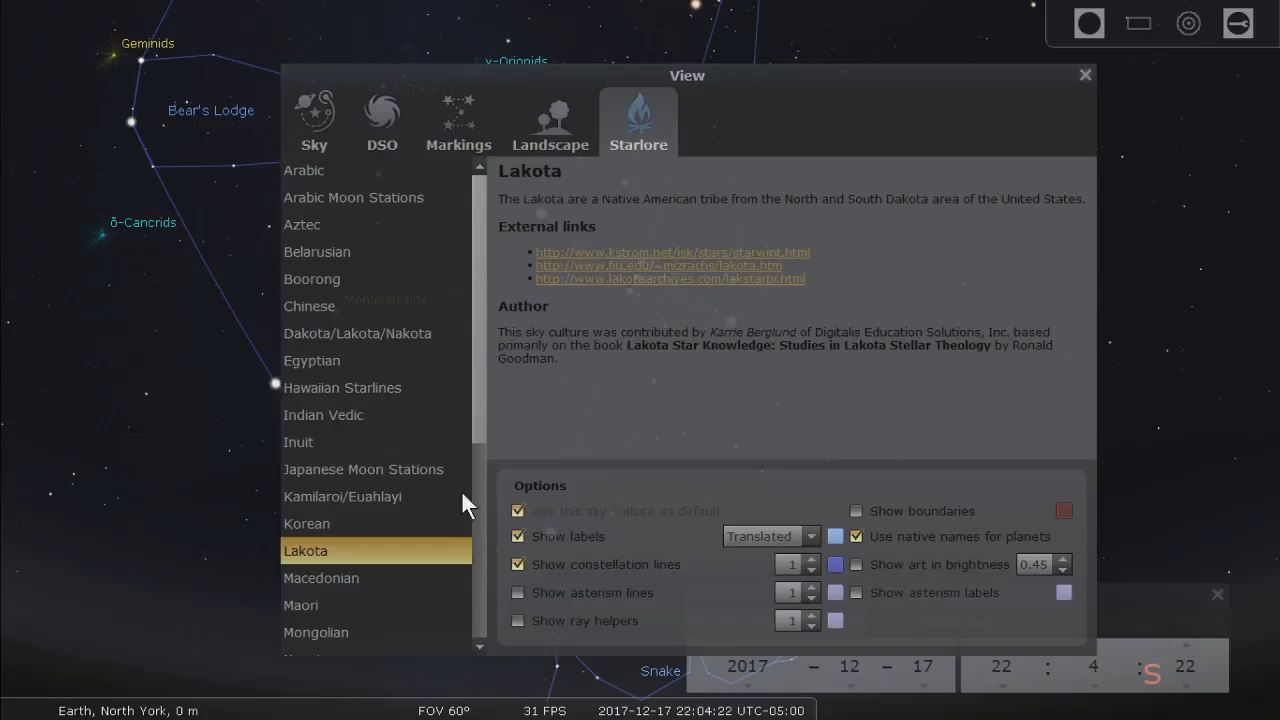 Geminids
γ-Orionids
Bear's Lodge
δ-Cancrids
Monocerotids
Snake
View
Sky
DSO
Markings
Landscape
Starlore
Arabic
Arabic Moon Stations
Aztec
Belarusian
Boorong
Chinese
Dakota/Lakota/Nakota
Egyptian
Hawaiian Starlines
Indian Vedic
Inuit
Japanese Moon Stations
Kamilaroi/Euahlayi
Korean
Lakota
Macedonian
Maori
Mongolian
Lakota
The Lakota are a Native American tribe from the North and South Dakota area of the United States.
External links
http://www.kstrom.net/isk/stars/starwint.html
http://www.fiu.edu/~mizrachs/lakota.htm
http://www.lakotaarchives.com/lakstarpr.html
Author
This sky culture was contributed by Karrie Berglund of Digitalis Education Solutions, Inc. based
primarily on the book Lakota Star Knowledge: Studies in Lakota Stellar Theology by Ronald
Goodman.
Options
Use this sky culture as default
Show boundaries
Show labels
Translated
Use native names for planets
Show constellation lines
1
Show art in brightness
0.45
Show asterism lines
1
Show asterism labels
Show ray helpers
1
2017 - 12 - 17
22 : 4 : 22
S
Earth, North York, 0 m
FOV 60°
31 FPS
2017-12-17 22:04:22 UTC-05:00